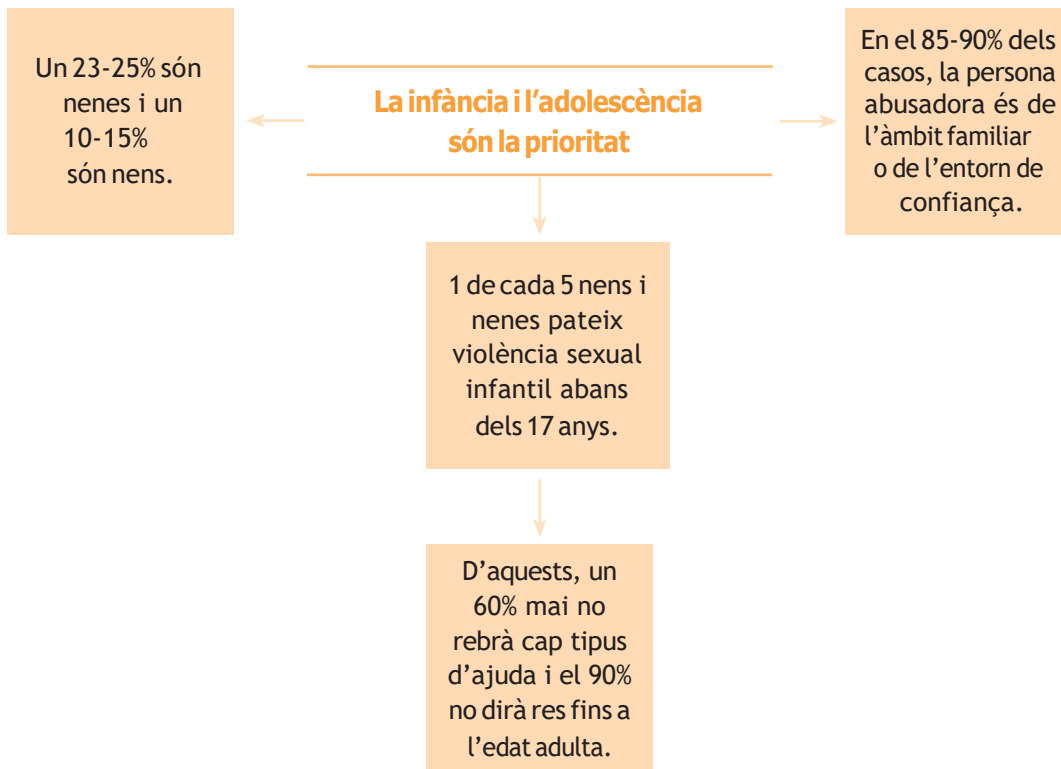 Un 23-25% són
nenes i un
10-15%
són nens.
La infància i l’adolescència
són la prioritat
En el 85-90% dels
casos, la persona
abusadora és de
l’àmbit familiar
o de l’entorn de
confiança.
1 de cada 5 nens i
nenes pateix
violència sexual
infantil abans
dels 17 anys.
D’aquests, un
60% mai no
rebrà cap tipus
d’ajuda i el 90%
no dirà res fins a
l’edat adulta.